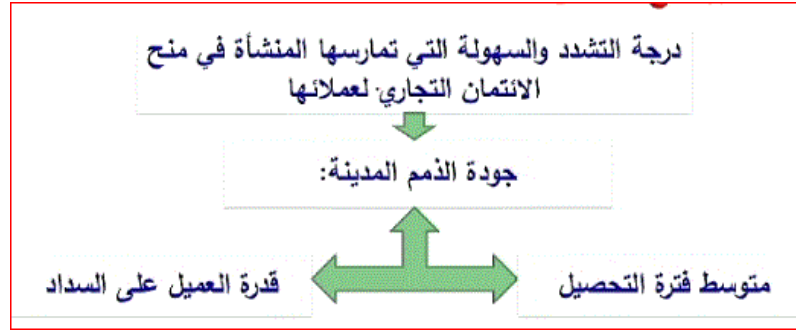 درجة التشدد والسهولة التي تمارسها المنشأة في منح
الائتمان التجاري لعملائها
جودة الذمم المدينة:
متوسط فترة التحصيل
قدرة العميل على السداد